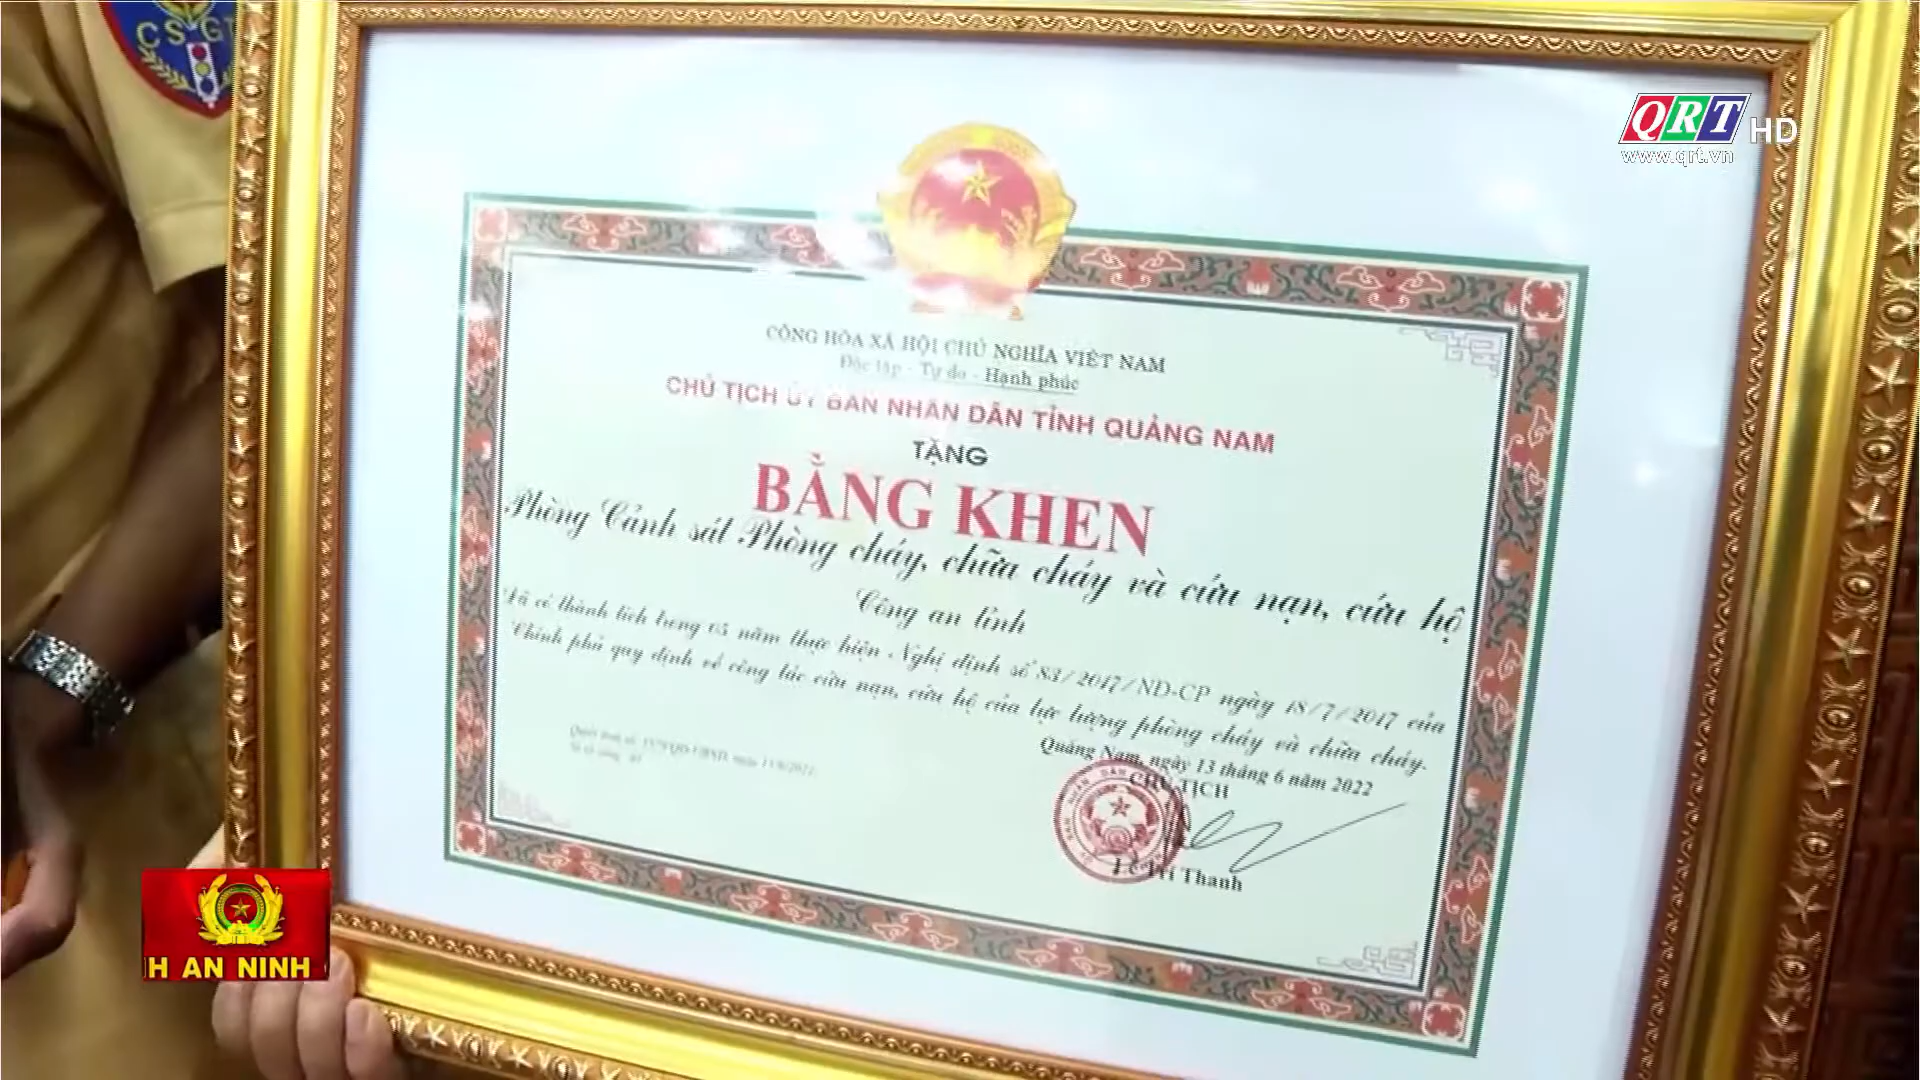 CSGT
QRT HD
www.qrt.vn
CỘNG HÒA XÃ HỘI CHỦ NGHĨA VIỆT NAM
Độc lập - Tự do - Hạnh phúc
CHỦ TỊCH ỦY BAN NHÂN DÂN TỈNH QUẢNG NAM
TẶNG
BẰNG KHEN
Phòng Cảnh sát Phòng cháy, chữa cháy và cứu nạn, cứu hộ
Công an tỉnh
Đã có thành tích trong 05 năm thực hiện Nghị định số 83/2017/NĐ-CP ngày 18/7/2017 của
Chính phủ quy định về công tác cứu nạn, cứu hộ của lực lượng phòng cháy và chữa cháy.
Quảng Nam, ngày 13 tháng 6 năm 2022
CHỦ TỊCH
Lê Trí Thanh
H AN NINH